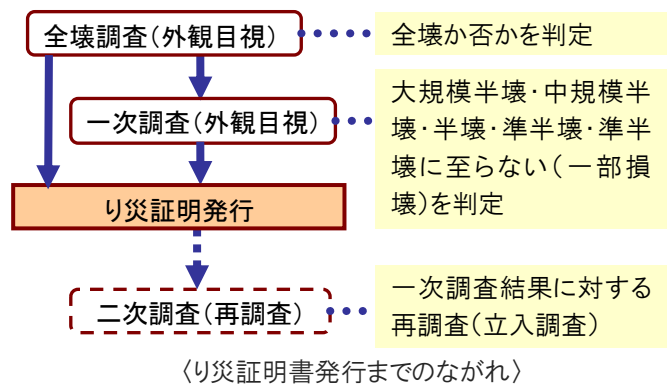 全壊調査(外観目視)
全壊か否かを判定
一次調査(外観目視)
大規模半壊・中規模半
壊・半壊・準半壊・準半
壊に至らない(一部損
壊)を判定
り災証明発行
二次調査(再調査)
一次調査結果に対する
再調査(立入調査)
〈り災証明書発行までのながれ〉